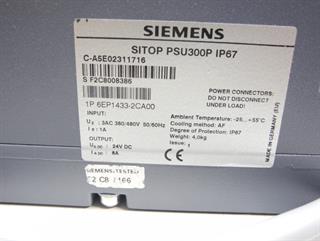 SIEMENS
SITOP PSU300P IP67
C-A5E02311716
S F2C8008386
1P 6EP1433-2CA00
POWER CONNECTORS:
DO NOT DISCONNECT
UNDER LOAD!
INPUT:
: 3AC 380/480V 50/60Hz
: 1A
OUTPUT:
: 24V DC
: 8A
Ambient Temperature: -25...+55°C
Cooling method: AF
Degree of Protection: IP67
Weight: 4,0kg
Issue: 1
MADE IN GERMANY (EU)
SIEMENS-TESTED